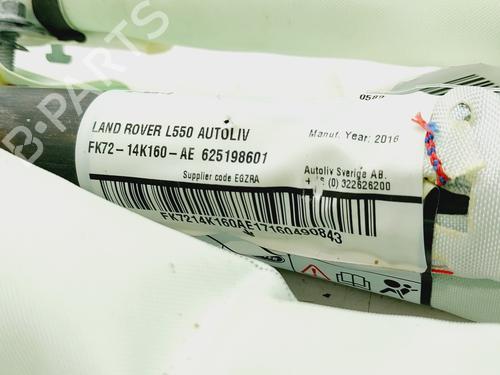 B-PARTS
0582
LAND ROVER L550 AUTOLIV
FK72-14K160-AE 625198601
Supplier code EGZRA
Manuf. Year; 2016
Autoliv Sverige AB.
(0) 322626200
FK7214K160AE17160490843